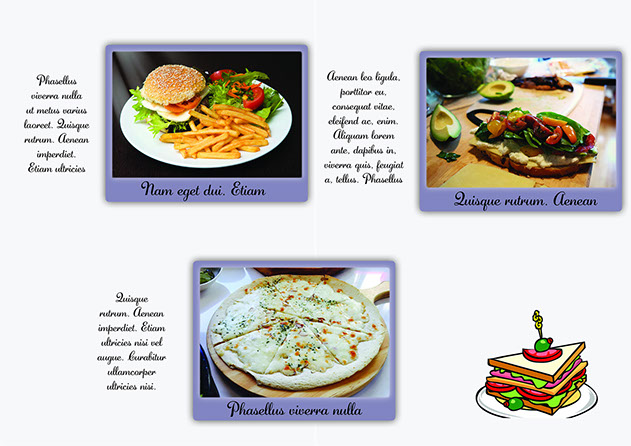 Phasellus
viverra nulla
ut metus varius
laoreet. Quisque
rutrum. Aenean
imperdiet.
Etiam ultricies
Nam eget dui. Etiam
Aenean leo ligula,
porttitor eu,
consequat vitae,
eleifend ac, enim.
Aliquam lorem
ante, dapibus in,
viverra quis, feugiat
a, tellus. Phasellus
Quisque rutrum. Aenean
Quisque
rutrum. Aenean
imperdiet. Etiam
ultricies nisi vel
augue. Curabitur
ullamcorper
ultricies nisi.
Phasellus viverra nulla